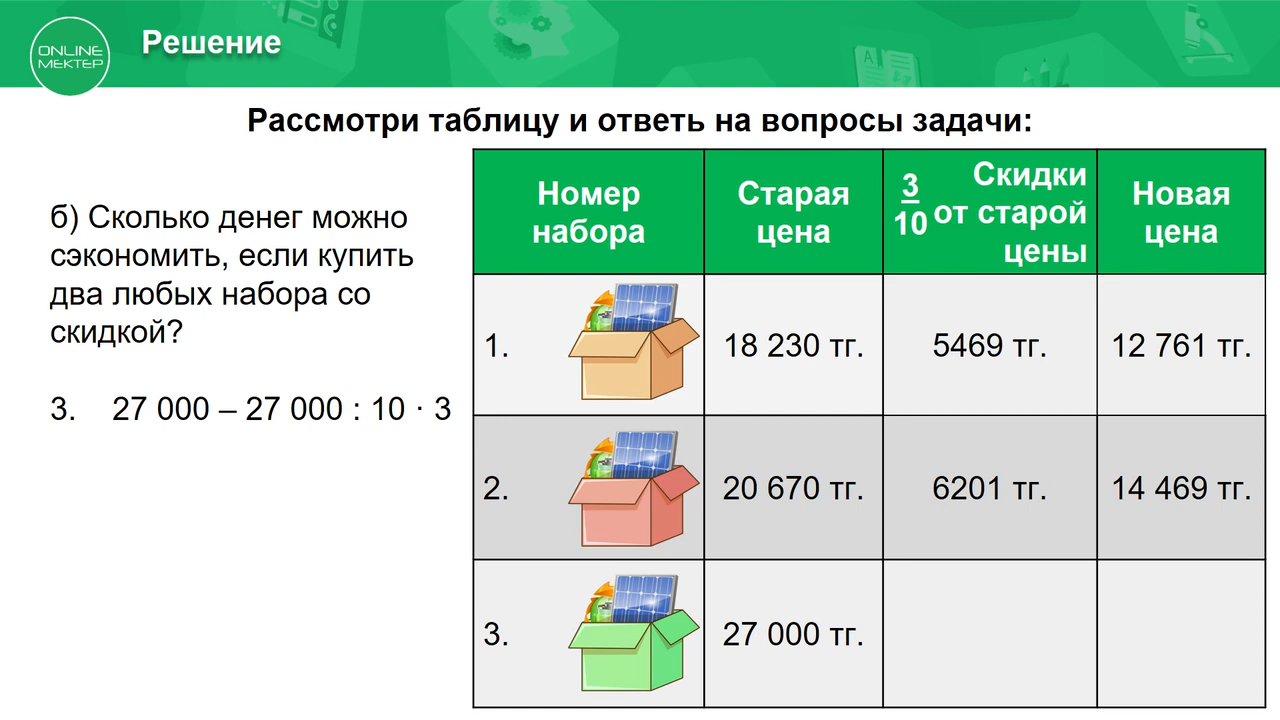 ONLINE
МЕКТЕР
Решение
Рассмотри таблицу и ответь на вопросы задачи:
б) Сколько денег можно
сэкономить, если купить
два любых набора со
скидкой?
3. 27 000 – 27 000 : 10 · 3
Номер
набора
Старая
цена
3/10 Скидки
от старой
цены
Новая
цена
1. 18 230 тг. 5469 тг. 12 761 тг.
2. 20 670 тг. 6201 тг. 14 469 тг.
3. 27 000 тг.